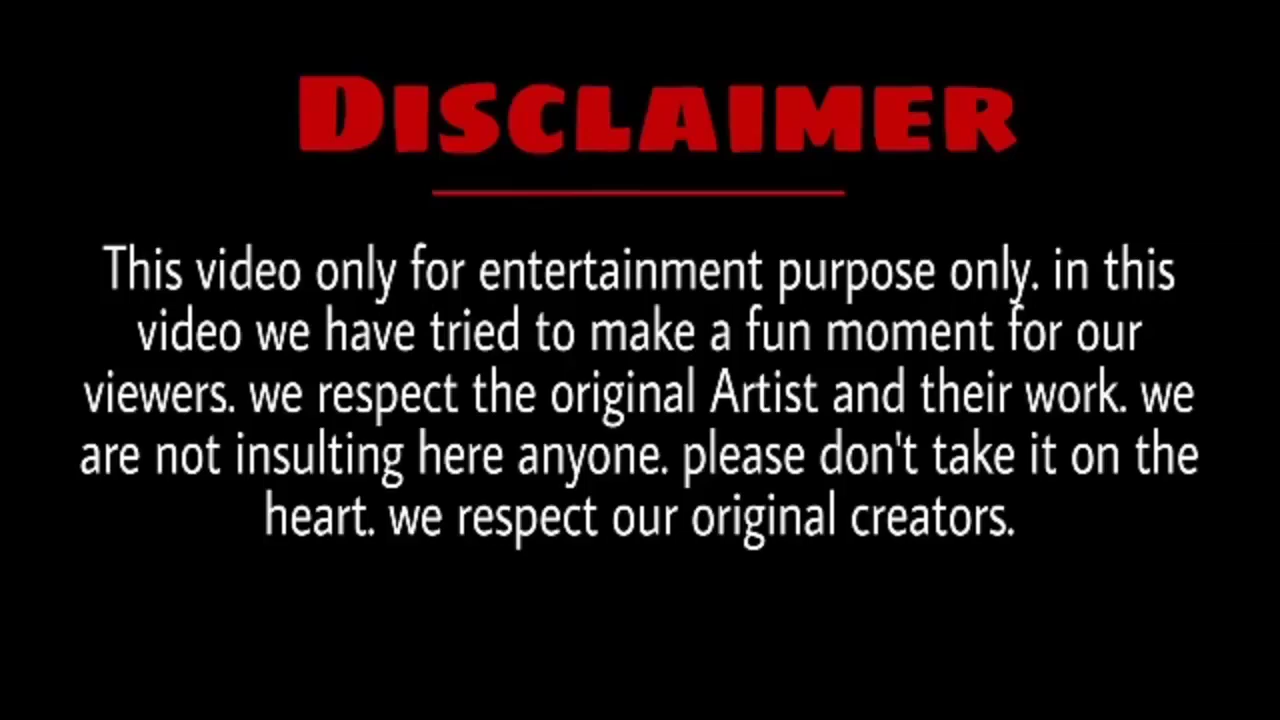 DISCLAIMER
This video only for entertainment purpose only. in this
video we have tried to make a fun moment for our
viewers. we respect the original Artist and their work. we
are not insulting here anyone. please don't take it on the
heart. we respect our original creators.